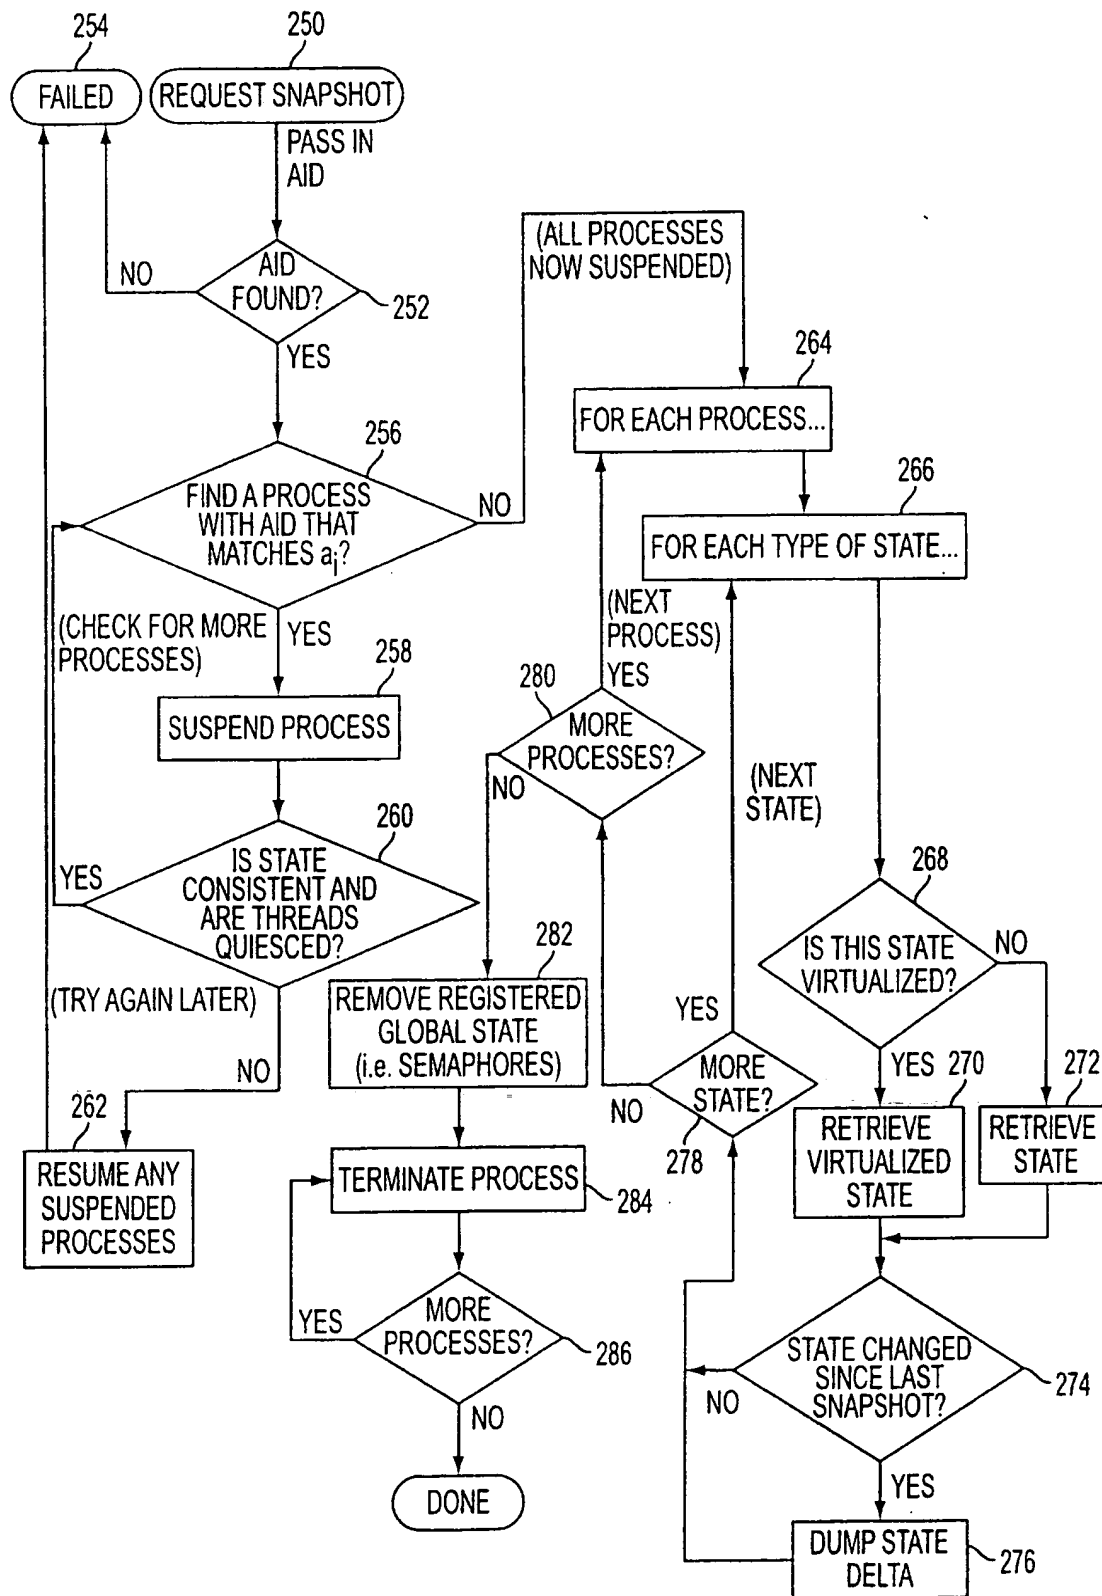 254
FAILED
250
REQUEST SNAPSHOT
PASS IN
AID
NO
AID
FOUND?
252
YES
(ALL PROCESSES
NOW SUSPENDED)
264
FOR EACH PROCESS...
256
FIND A PROCESS
WITH AID THAT
MATCHES ai?
NO
266
FOR EACH TYPE OF STATE...
(CHECK FOR MORE
PROCESSES)
YES
(NEXT
PROCESS)
258
SUSPEND PROCESS
280
YES
MORE
PROCESSES?
NO
(NEXT
STATE)
260
YES
IS STATE
CONSISTENT AND
ARE THREADS
QUIESCED?
268
IS THIS STATE
VIRTUALIZED?
NO
282
(TRY AGAIN LATER)
REMOVE REGISTERED
GLOBAL STATE
(i.e. SEMAPHORES)
YES
NO
MORE
STATE?
NO
278
YES
270
272
RETRIEVE
VIRTUALIZED
STATE
RETRIEVE
STATE
262
RESUME ANY
SUSPENDED
PROCESSES
TERMINATE PROCESS
284
YES
MORE
PROCESSES?
286
NO
STATE CHANGED
SINCE LAST
SNAPSHOT?
NO
274
YES
DONE
DUMP STATE
DELTA
276